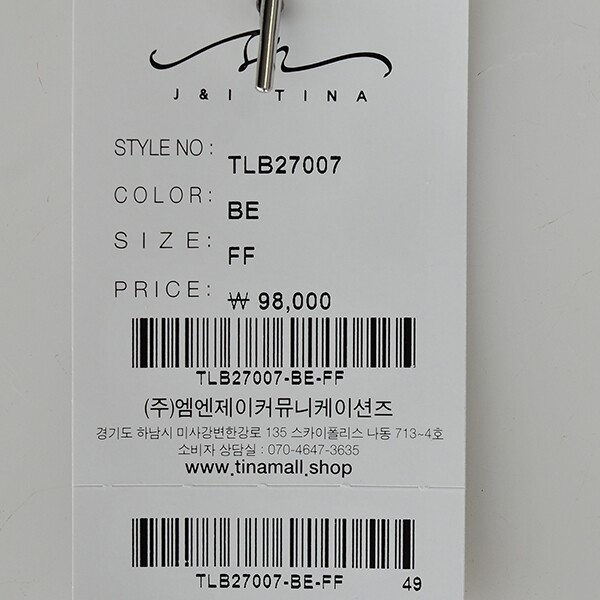 J & I TINA
STYLE NO : TLB27007
COLOR : BE
SIZE : FF
PRICE : ₩ 98,000
TLB27007-BE-FF
(주)엠엔제이커뮤니케이션즈
경기도 하남시 미사강변한강로 135 스카이폴리스 나동 713~4호
소비자 상담실 : 070-4647-3635
www.tinamall.shop
TLB27007-BE-FF 49